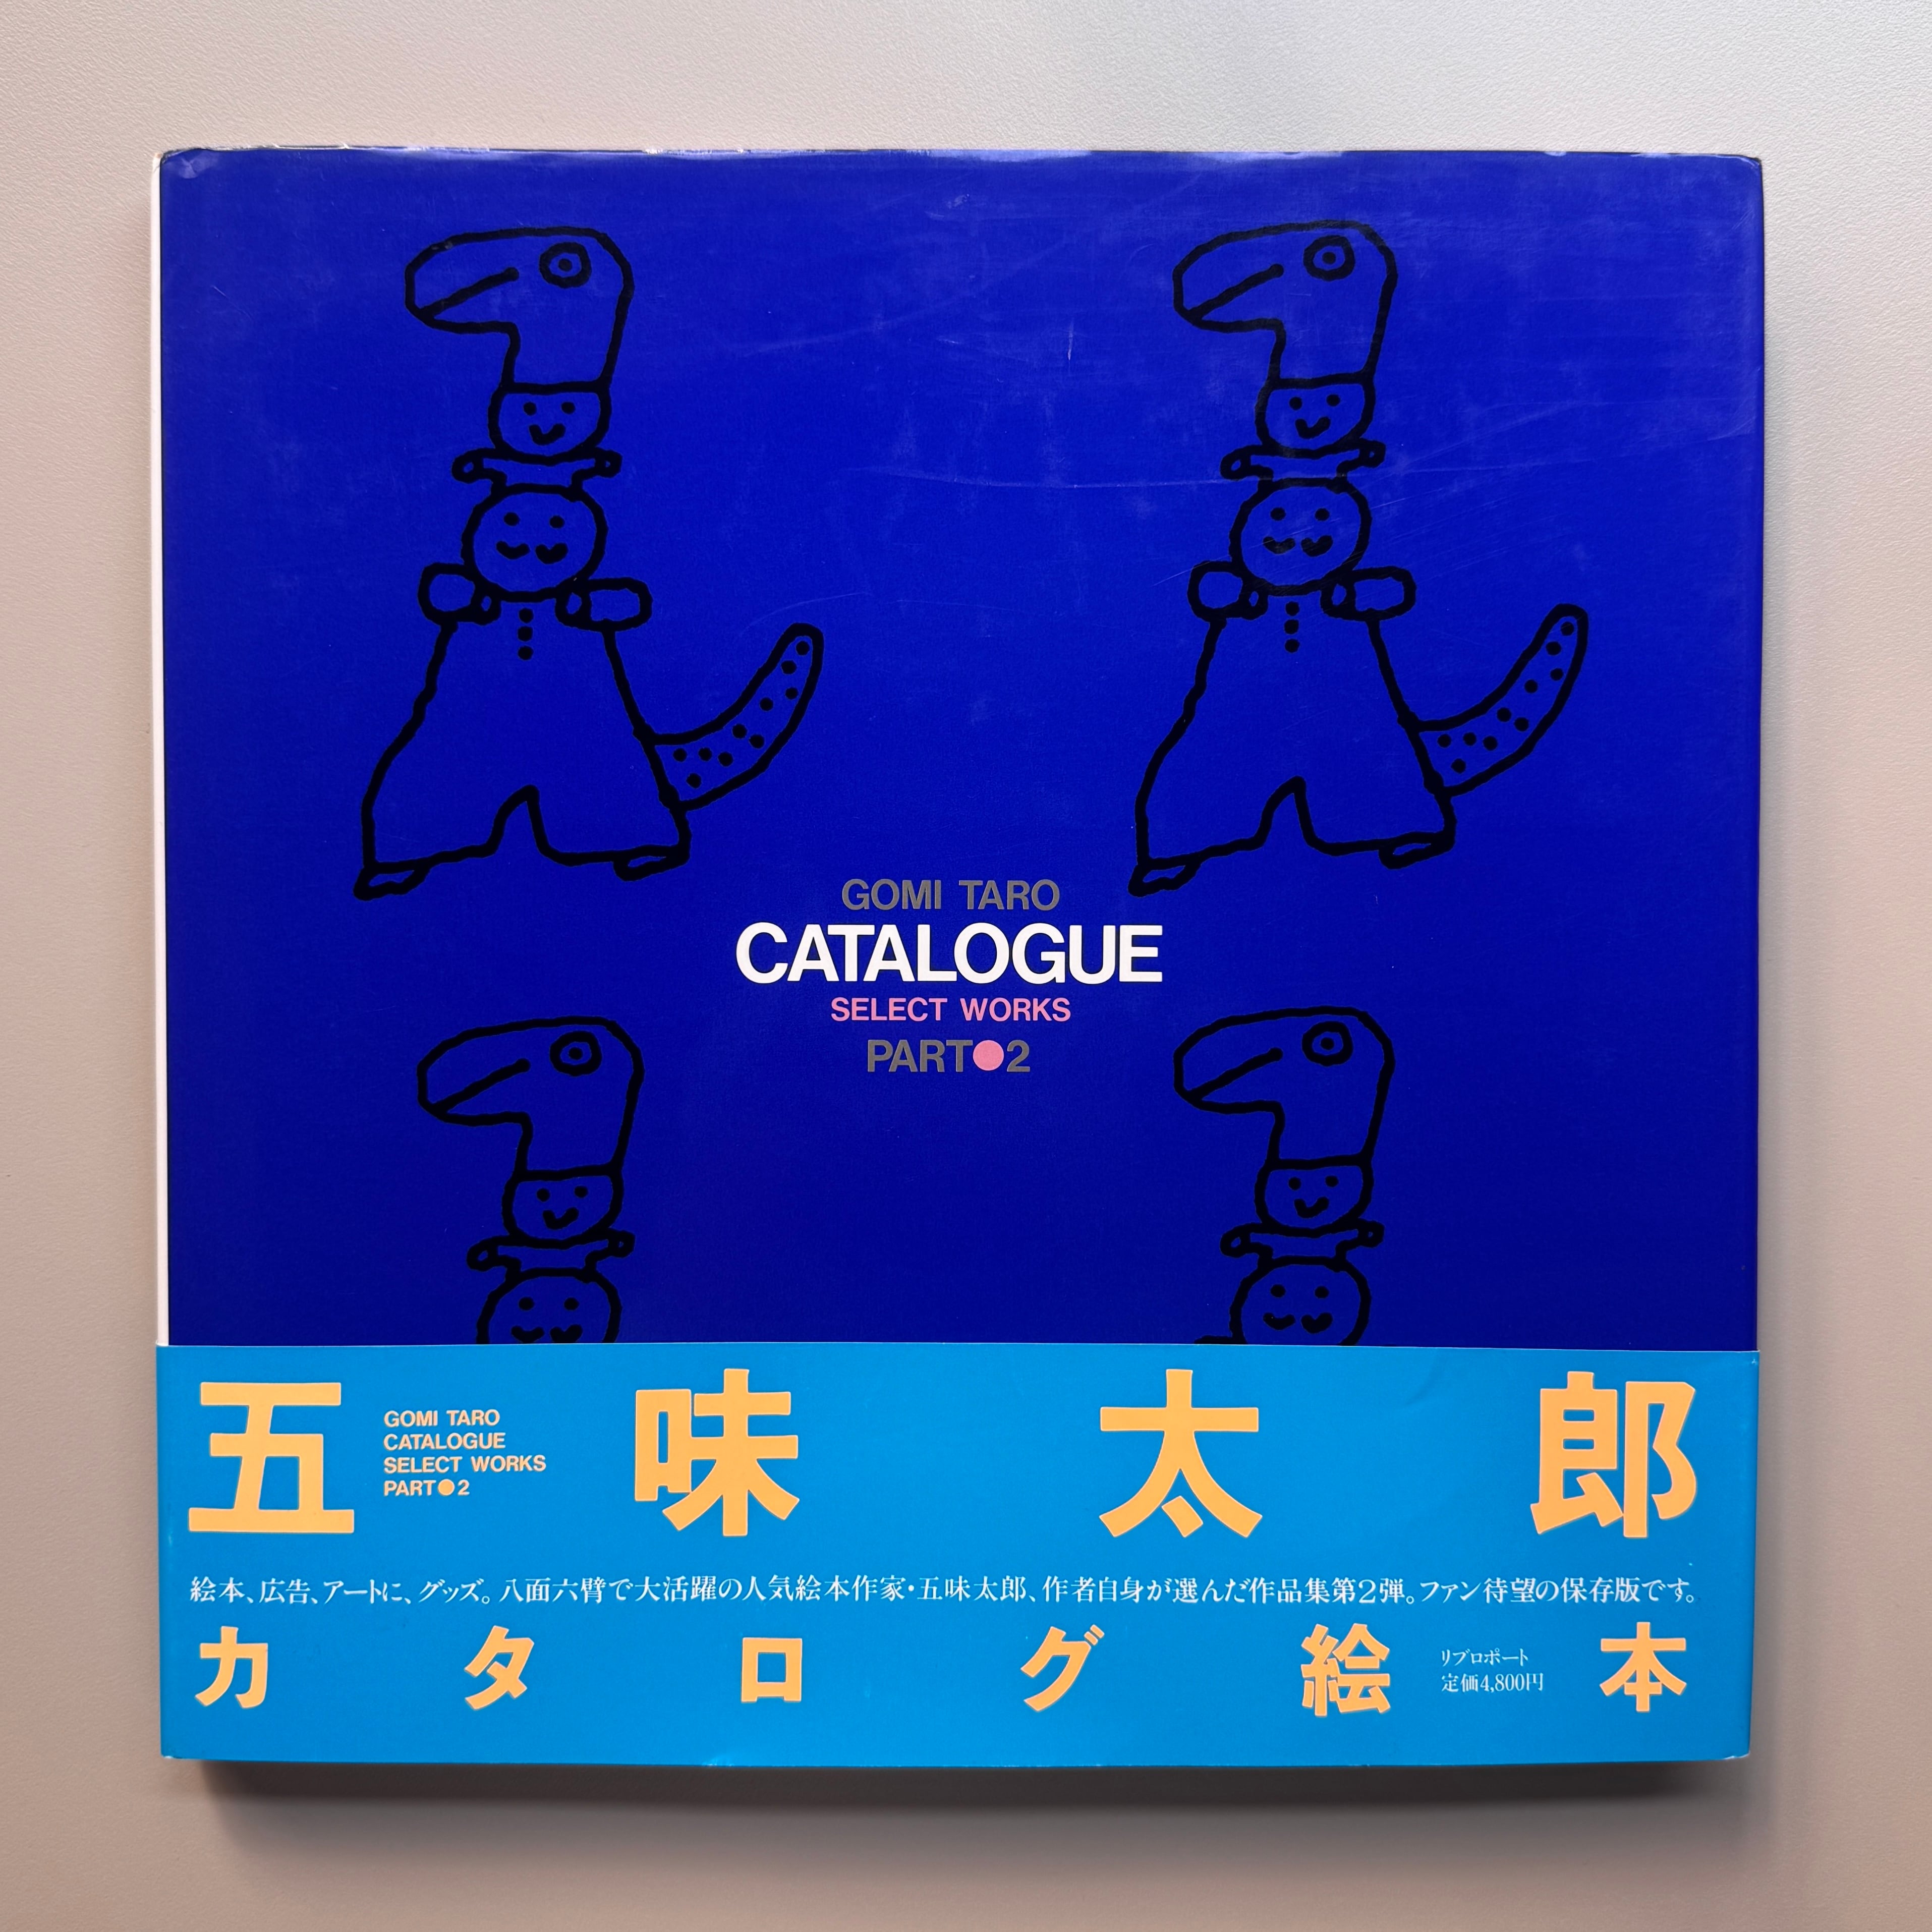 GOMI TARO
CATALOGUE
SELECT WORKS
PART●2
五味太郎
GOMI TARO
CATALOGUE
SELECT WORKS
PART●2
絵本、広告、アートに、グッズ。八面六臂で大活躍の人気絵本作家・五味太郎、作者自身が選んだ作品集第2弾。ファン待望の保存版です。
カタログ絵本
リブロポート
定価4,800円